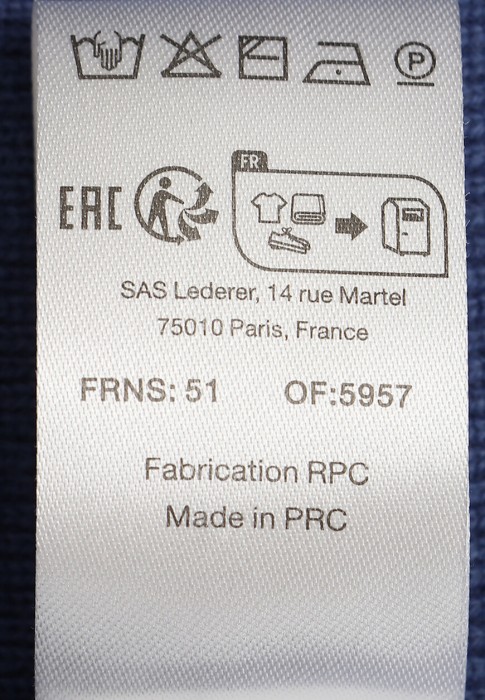 P
FR
EAC
SAS Lederer, 14 rue Martel
75010 Paris, France
FRNS: 51 OF:5957
Fabrication RPC
Made in PRC